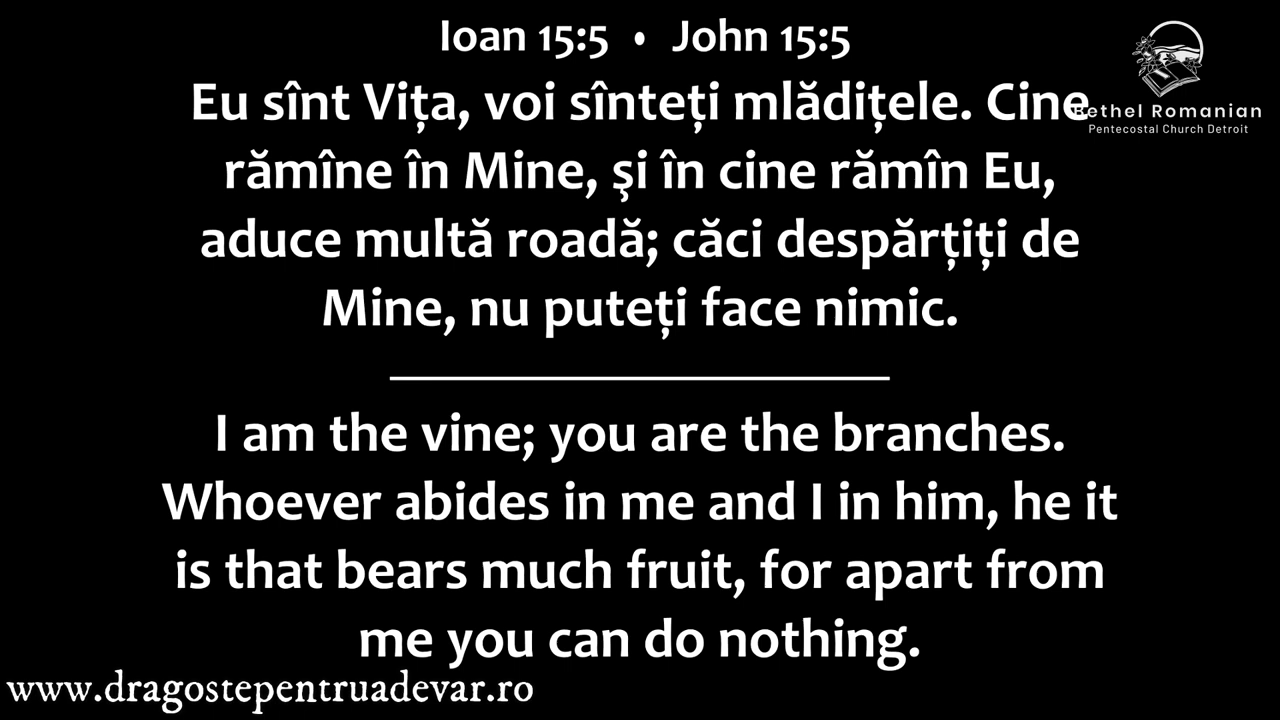 Ioan 15:5 • John 15:5
Eu sînt Vița, voi sînteți mlădițele. Cine
rămîne în Mine, şi în cine rămîn Eu,
aduce multă roadă; căci despărțiți de
Mine, nu puteți face nimic.
I am the vine; you are the branches.
Whoever abides in me and I in him, he it
is that bears much fruit, for apart from
me you can do nothing.
Bethel Romanian
Pentecostal Church Detroit
www.dragostepentruadevar.ro